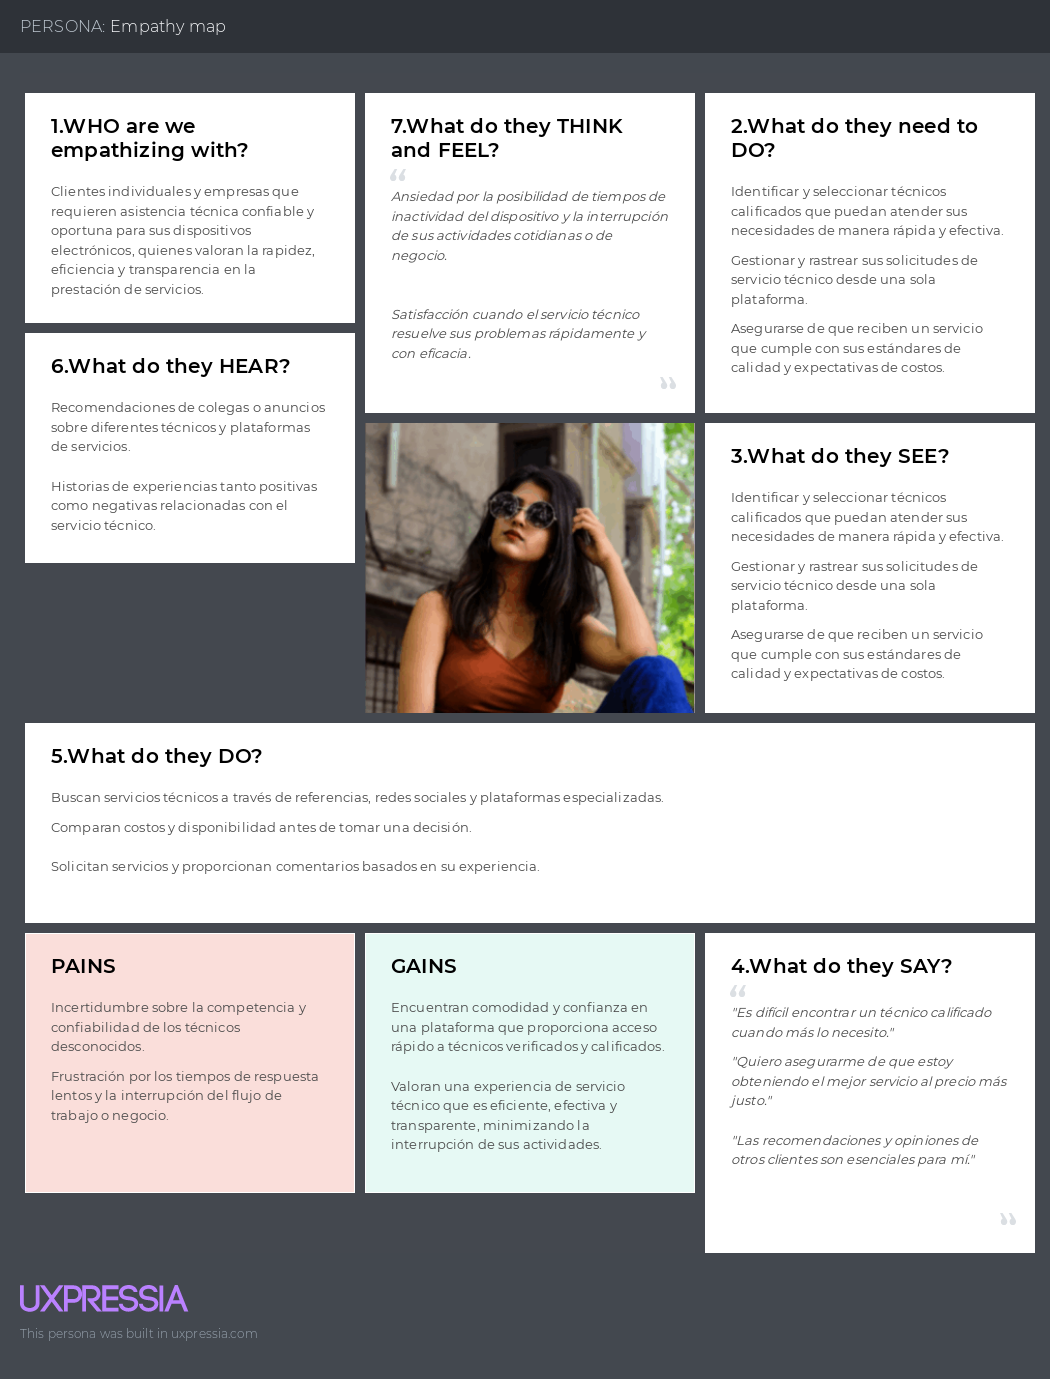 PERSONA: Empathy map
1.WHO are we
empathizing with?
Clientes individuales y empresas que
requieren asistencia técnica confiable y
oportuna para sus dispositivos
electrónicos, quienes valoran la rapidez,
eficiencia y transparencia en la
prestación de servicios.
6.What do they HEAR?
Recomendaciones de colegas o anuncios
sobre diferentes técnicos y plataformas
de servicios.
Historias de experiencias tanto positivas
como negativas relacionadas con el
servicio técnico.
7.What do they THINK
and FEEL?
“
Ansiedad por la posibilidad de tiempos de
inactividad del dispositivo y la interrupción
de sus actividades cotidianas o de
negocio.
Satisfacción cuando el servicio técnico
resuelve sus problemas rápidamente y
con eficacia.
”
2.What do they need to
DO?
Identificar y seleccionar técnicos
calificados que puedan atender sus
necesidades de manera rápida y efectiva.
Gestionar y rastrear sus solicitudes de
servicio técnico desde una sola
plataforma.
Asegurarse de que reciben un servicio
que cumple con sus estándares de
calidad y expectativas de costos.
3.What do they SEE?
Identificar y seleccionar técnicos
calificados que puedan atender sus
necesidades de manera rápida y efectiva.
Gestionar y rastrear sus solicitudes de
servicio técnico desde una sola
plataforma.
Asegurarse de que reciben un servicio
que cumple con sus estándares de
calidad y expectativas de costos.
5.What do they DO?
Buscan servicios técnicos a través de referencias, redes sociales y plataformas especializadas.
Comparan costos y disponibilidad antes de tomar una decisión.
Solicitan servicios y proporcionan comentarios basados en su experiencia.
PAINS
Incertidumbre sobre la competencia y
confiabilidad de los técnicos
desconocidos.
Frustración por los tiempos de respuesta
lentos y la interrupción del flujo de
trabajo o negocio.
GAINS
Encuentran comodidad y confianza en
una plataforma que proporciona acceso
rápido a técnicos verificados y calificados.
Valoran una experiencia de servicio
técnico que es eficiente, efectiva y
transparente, minimizando la
interrupción de sus actividades.
4.What do they SAY?
“
"Es difícil encontrar un técnico calificado
cuando más lo necesito."
"Quiero asegurarme de que estoy
obteniendo el mejor servicio al precio más
justo."
"Las recomendaciones y opiniones de
otros clientes son esenciales para mí."
”
UXPRESSIA
This persona was built in uxpressia.com